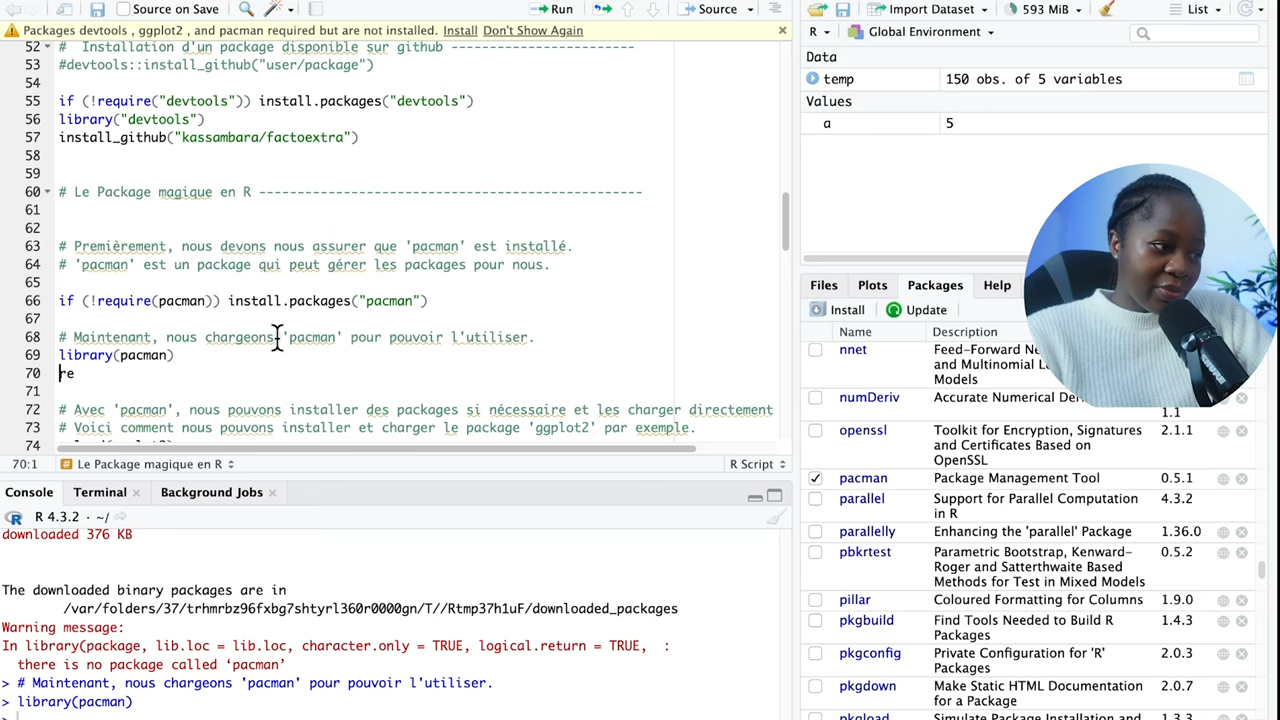 Source on Save
Run
Source
Packages devtools , ggplot2 , and pacman required but are not installed. Install Don't Show Again
52 # Installation d'un package disponible sur github ------------------------
53 #devtools::install_github("user/package")
54
55 if (!require("devtools")) install.packages("devtools")
56 library("devtools")
57 install_github("kassambara/factoextra")
58
59
60 # Le Package magique en R --------------------------------------------------
61
62
63 # Premièrement, nous devons nous assurer que 'pacman' est installé.
64 # 'pacman' est un package qui peut gérer les packages pour nous.
65
66 if (!require(pacman)) install.packages("pacman")
67
68 # Maintenant, nous chargeons 'pacman' pour pouvoir l'utiliser.
69 library(pacman)
70 re
71
72 # Avec 'pacman', nous pouvons installer des packages si nécessaire et les charger directement
73 # Voici comment nous pouvons installer et charger le package 'ggplot2' par exemple.
74
70:1 # Le Package magique en R R Script
Console Terminal Background Jobs
R 4.3.2 · ~/
downloaded 376 KB
The downloaded binary packages are in
/var/folders/37/trhmrbz96fxbg7shtyrl360r0000gn/T//Rtmp37h1uF/downloaded_packages
Warning message:
In library(package, lib.loc = lib.loc, character.only = TRUE, logical.return = TRUE, :
there is no package called ‘pacman’
> # Maintenant, nous chargeons 'pacman' pour pouvoir l'utiliser.
> library(pacman)
>
Import Dataset 593 MiB List
R Global Environment
Data
temp 150 obs. of 5 variables
Values
a 5
Files Plots Packages Help
Install Update
Name Description
nnet Feed-Forward
and Multinomial
Models
numDeriv Accurate Numerical
1.1
openssl Toolkit for Encryption, Signatures 2.1.1
and Certificates Based on
OpenSSL
pacman Package Management Tool 0.5.1
parallel Support for Parallel Computation 4.3.2
in R
parallelly Enhancing the 'parallel' Package 1.36.0
pbkrtest Parametric Bootstrap, Kenward- 0.5.2
Roger and Satterthwaite Based
Methods for Test in Mixed Models
pillar Coloured Formatting for Columns 1.9.0
pkgbuild Find Tools Needed to Build R 1.4.3
Packages
pkgconfig Private Configuration for 'R' 2.0.3
Packages
pkgdown Make Static HTML Documentation 2.0.7
for a Package
pkgload Simulate Package Installation and 1.3.3